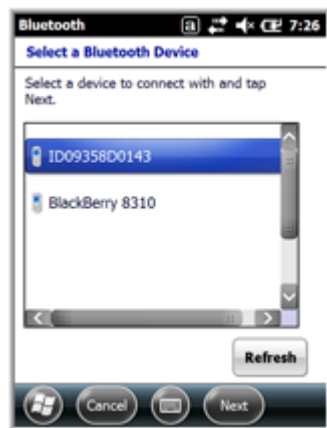 Bluetooth a 7:26
Select a Bluetooth Device
Select a device to connect with and tap
Next.
ID09358D0143
BlackBerry 8310
Refresh
Cancel Next